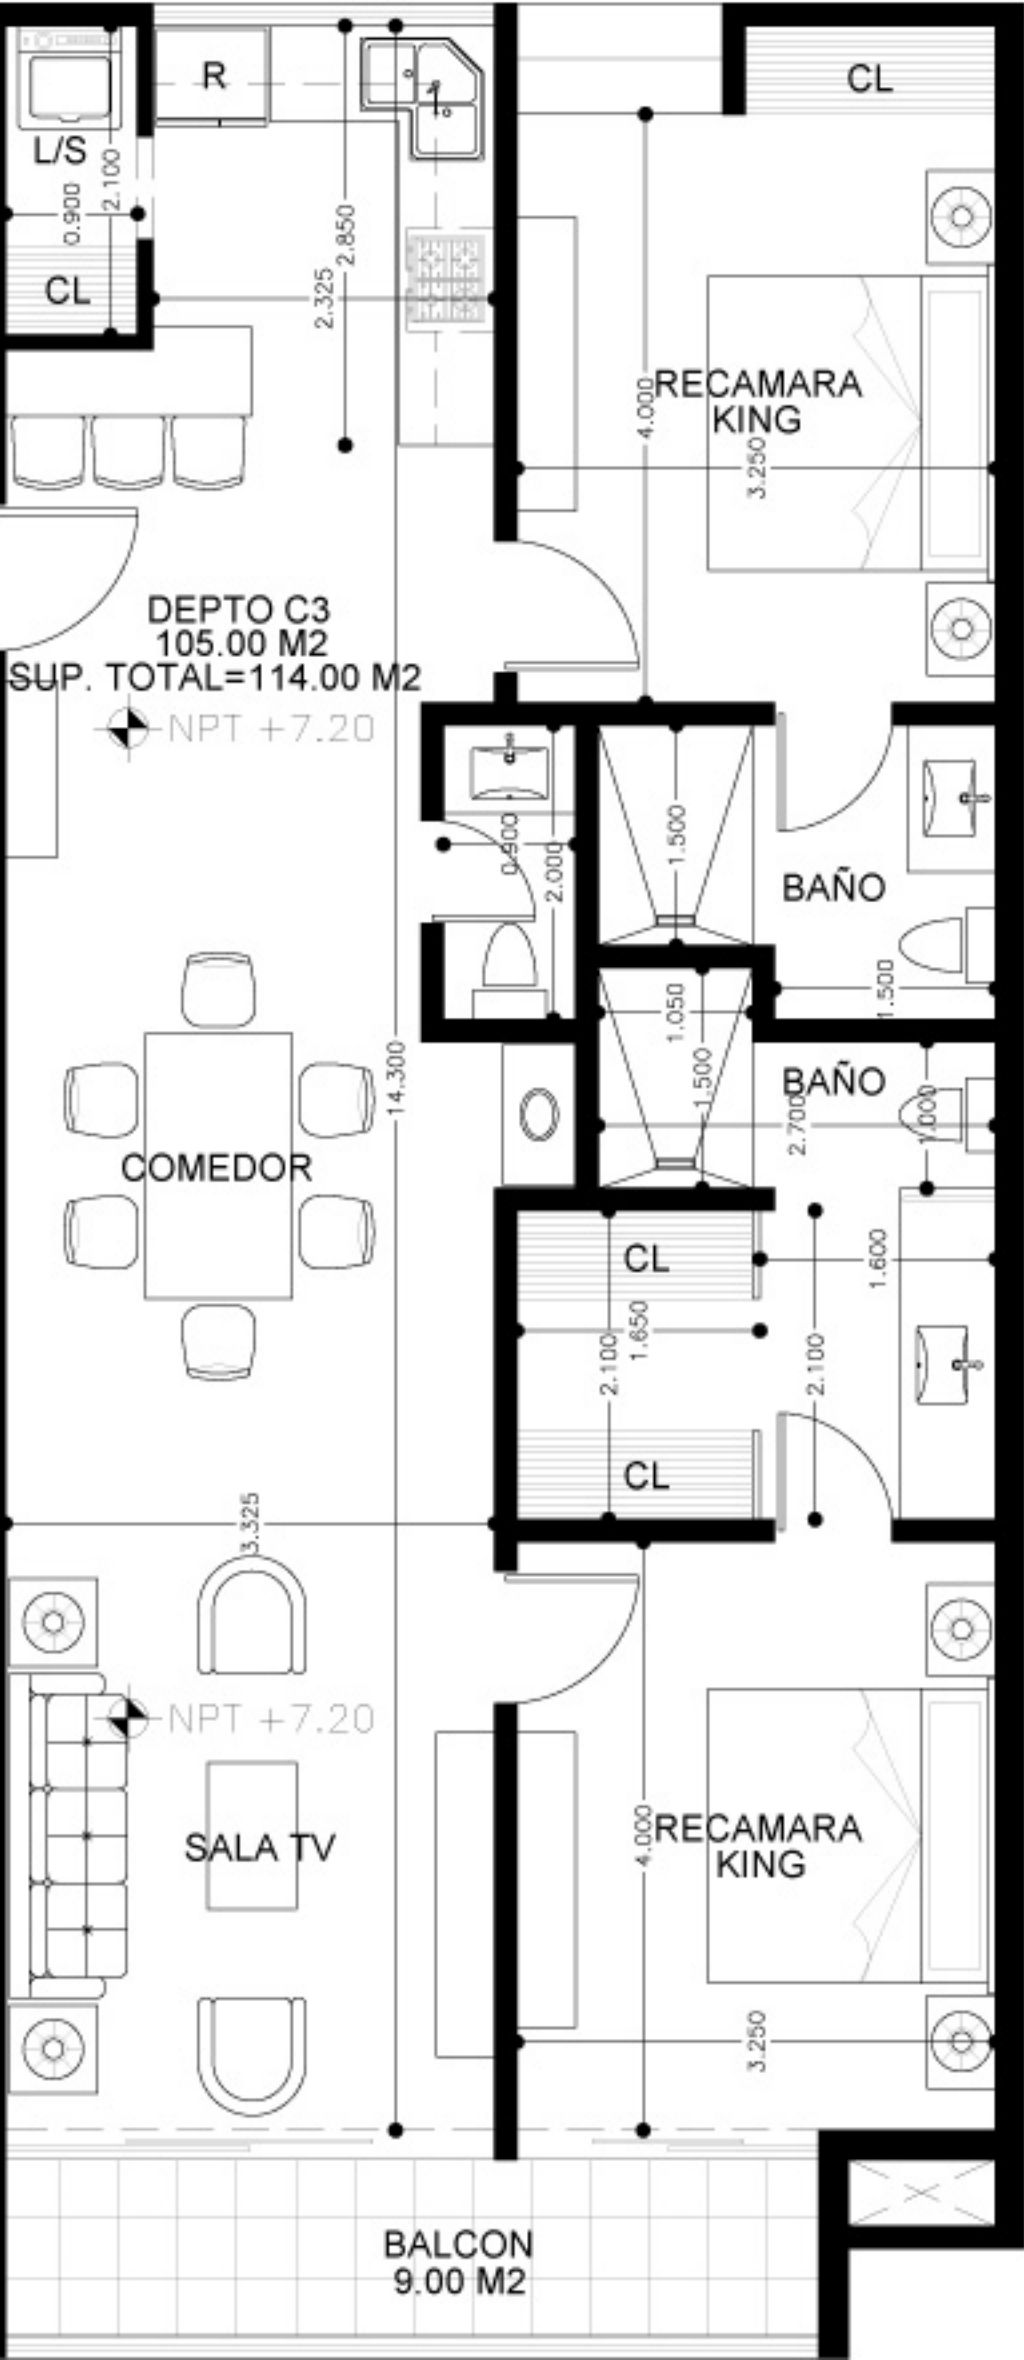 R
CL
L/S
2.100
0.900
2.850
CL
2.325
RECAMARA
KING
4.000
3.250
DEPTO C3
105.00 M2
SUP. TOTAL=114.00 M2
NPT +7.20
0.900
2.000
1.500
BAÑO
1.500
1.050
14.300
1.500
BAÑO
2.700
1.000
COMEDOR
CL
1.600
1.650
2.100
2.100
CL
3.325
NPT +7.20
SALA TV
RECAMARA
KING
4.000
3.250
BALCON
9.00 M2